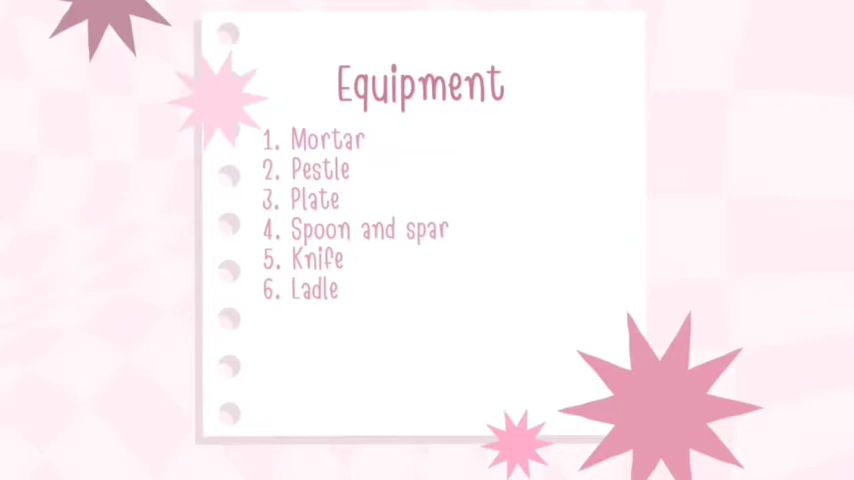 Equipment
1. Mortar
2. Pestle
3. Plate
4. Spoon and spar
5. Knife
6. Ladle